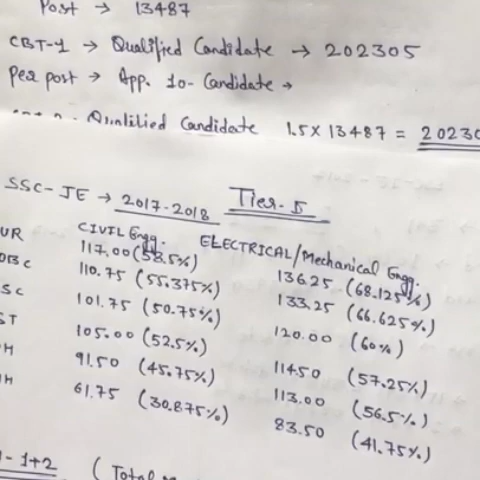 Post → 13487
CBT-1 → Qualified Candidate → 202305
Per post → App. 10- Candidate →
Qualified Candidate 1.5 X 13487 = 2023
SSC-JE → 2017-2018 Tier-I
CIVIL Engg. ELECTRICAL/Mechanical Engg.
UR 117.00 (58.5%) 136.25 (68.125%)
OBC 110.75 (55.375%) 133.25 (66.625%)
SC 101.75 (50.75%) 120.00 (60%)
ST 105.00 (52.5%) 114.50 (57.25%)
H 91.50 (45.75%) 113.00 (56.5%)
H 61.75 (30.875%) 83.50 (41.75%)
1+2 (Total